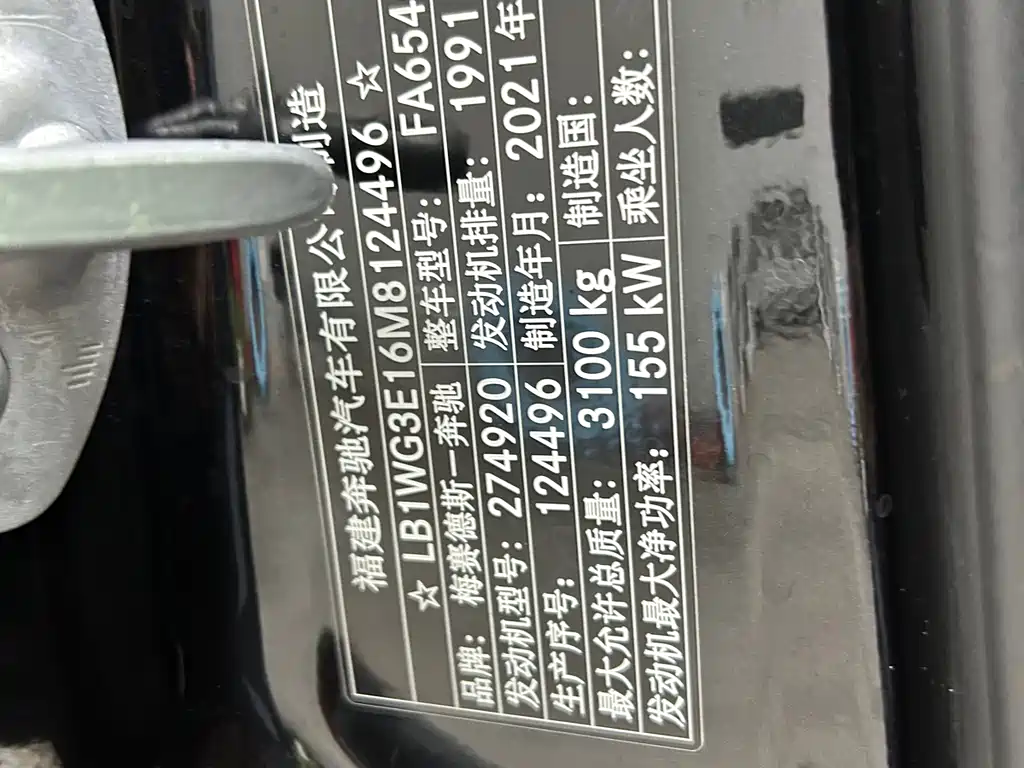 福建奔驰汽车有限公 制造
☆ LB1WG3E16M8124496 ☆
品牌：梅赛德斯一奔驰 整车型号： FA654
发动机型号：274920 发动机排量：1991
生产序号：124496 制造年月：2021年
最大允许总质量：3100 kg 制造国：
发动机最大净功率：155 kW 乘坐人数：